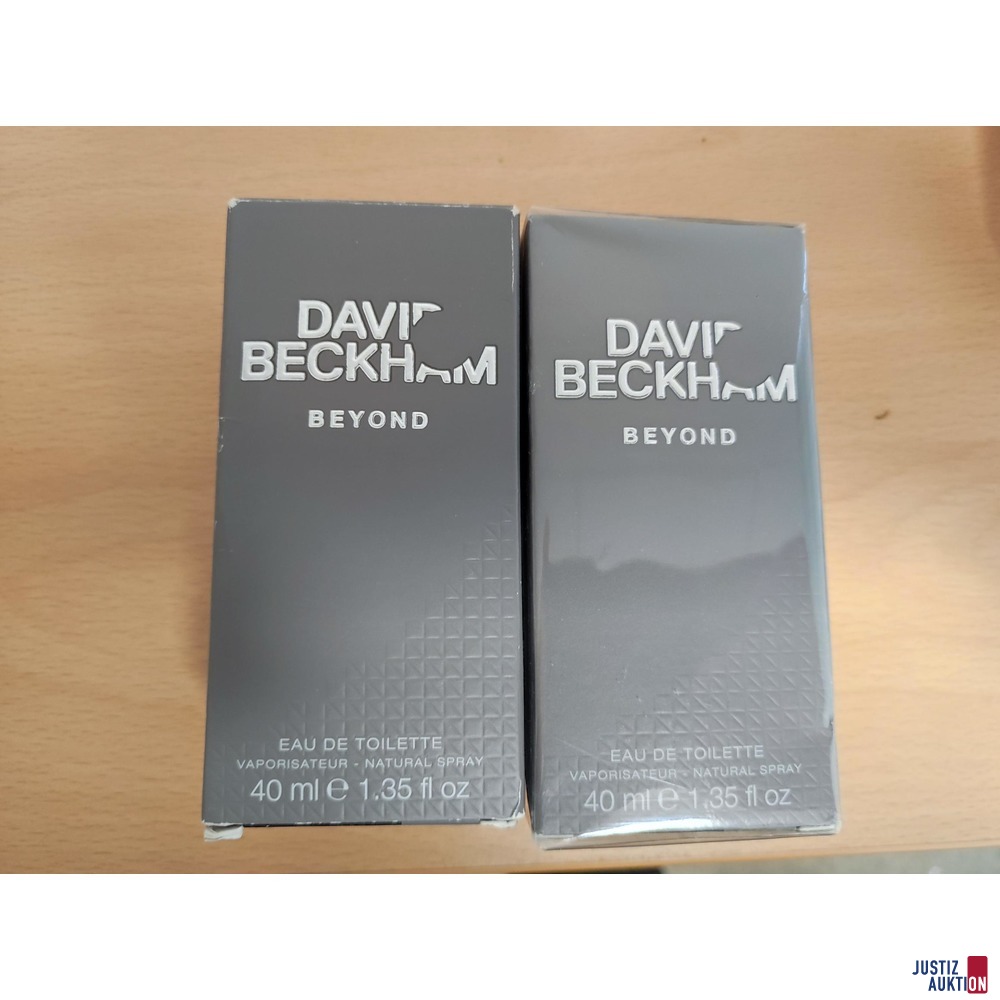 DAVID
BECKHAM
BEYOND
EAU DE TOILETTE
VAPORISATEUR - NATURAL SPRAY
40 ml ℮ 1.35 fl oz
DAVID
BECKHAM
BEYOND
EAU DE TOILETTE
VAPORISATEUR - NATURAL SPRAY
40 ml ℮ 1.35 fl oz
JUSTIZ
AUKTION